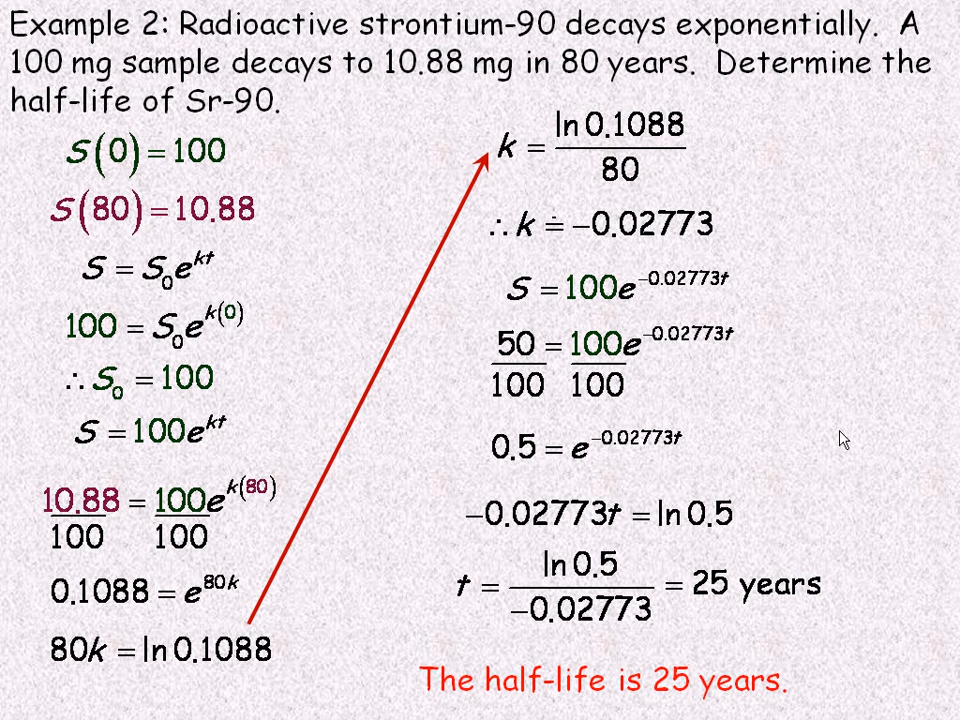 Example 2: Radioactive strontium-90 decays exponentially. A
100 mg sample decays to 10.88 mg in 80 years. Determine the
half-life of Sr-90.
S(0) = 100
S(80) = 10.88
S = S₀e^(kt)
100 = S₀e^(k(0))
∴ S₀ = 100
S = 100e^(kt)
10.88/100 = 100e^(k(80))/100
0.1088 = e^(80k)
80k = ln 0.1088
k = ln 0.1088/80
∴ k ≐ −0.02773
S = 100e^(−0.02773t)
50/100 = 100e^(−0.02773t)/100
0.5 = e^(−0.02773t)
−0.02773t = ln 0.5
t = ln 0.5/−0.02773 = 25 years
The half-life is 25 years.